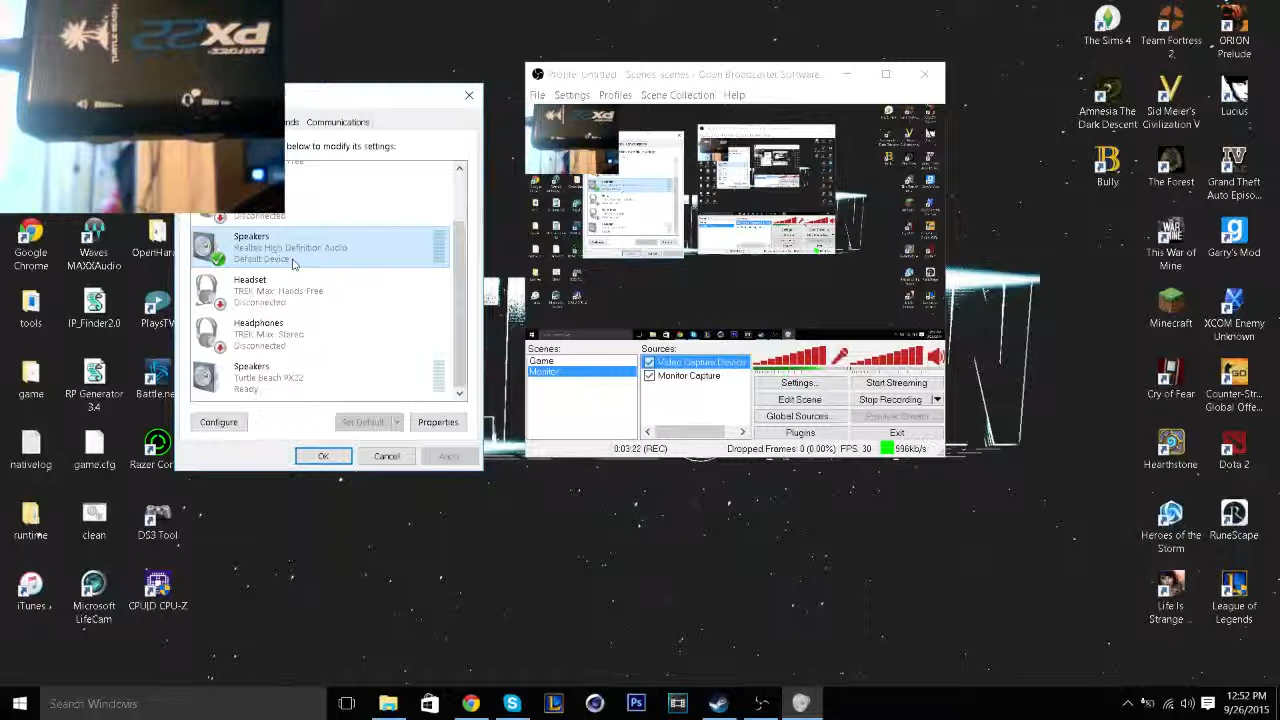 PX22
EAR FORCE
TURTLE BEACH
The Sims 4
Team Fortress
2
ORION
Prelude
Amnesia The
Dark Descent
Sid Meier's
Civilization V
Lucius
Bully
The Forest
Grand Theft
Auto Episo...
This War of
Mine
Garry's Mod
Minecraft
XCOM Enemy
Unknown
Cry of Fear
Counter-Str...
Global Offe...
Hearthstone
Dota 2
Heroes of the
Storm
RuneScape
Life Is
Strange ...
League of
Legends
Communications
below to modify its settings:
Disconnected
Speakers
Realtek High Definition Audio
Default Device
Headset
TREK Max Hands-Free
Disconnected
Headphones
TREK Max Stereo
Disconnected
Speakers
Ready
Configure
Set Default
Properties
OK
Cancel
Apply
Profile: Untitled - Scenes: scenes - Open Broadcaster Software...
File Settings Profiles Scene Collection Help
Scenes:
Game
Monitor
Sources:
Video Capture Device
Monitor Capture
Settings...
Start Streaming
Edit Scene
Stop Recording
Global Sources...
Preview Stream
Plugins
Exit
0:03:22 (REC)
Dropped Frames: 0 (0.00%)
FPS: 30
996kb/s
Chrome
Waves
MAXXAudio
OpenHard
tools
IP_Finder2.0
PlaysTV
game
RP Generator
3,4
Battle.ne
nativelog
game.cfg
Razer Cor
runtime
clean
DS3 Tool
iTunes
Microsoft
LifeCam
CPUID CPU-Z
Search Windows
12:52 PM
9/26/2015